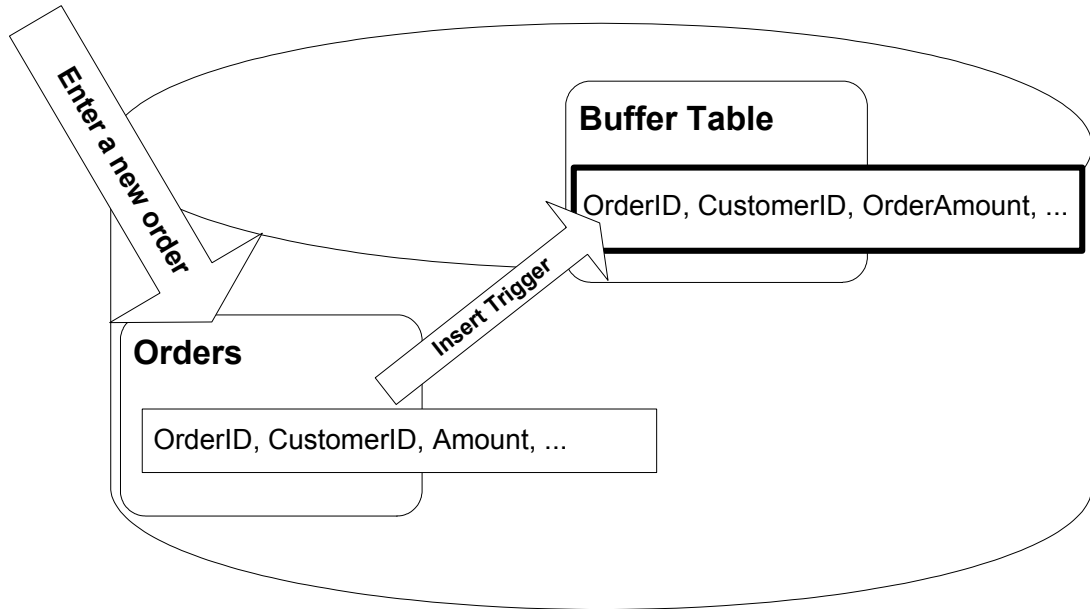 Enter a new order
Buffer Table
OrderID, CustomerID, OrderAmount, ...
Insert Trigger
Orders
OrderID, CustomerID, Amount, ...